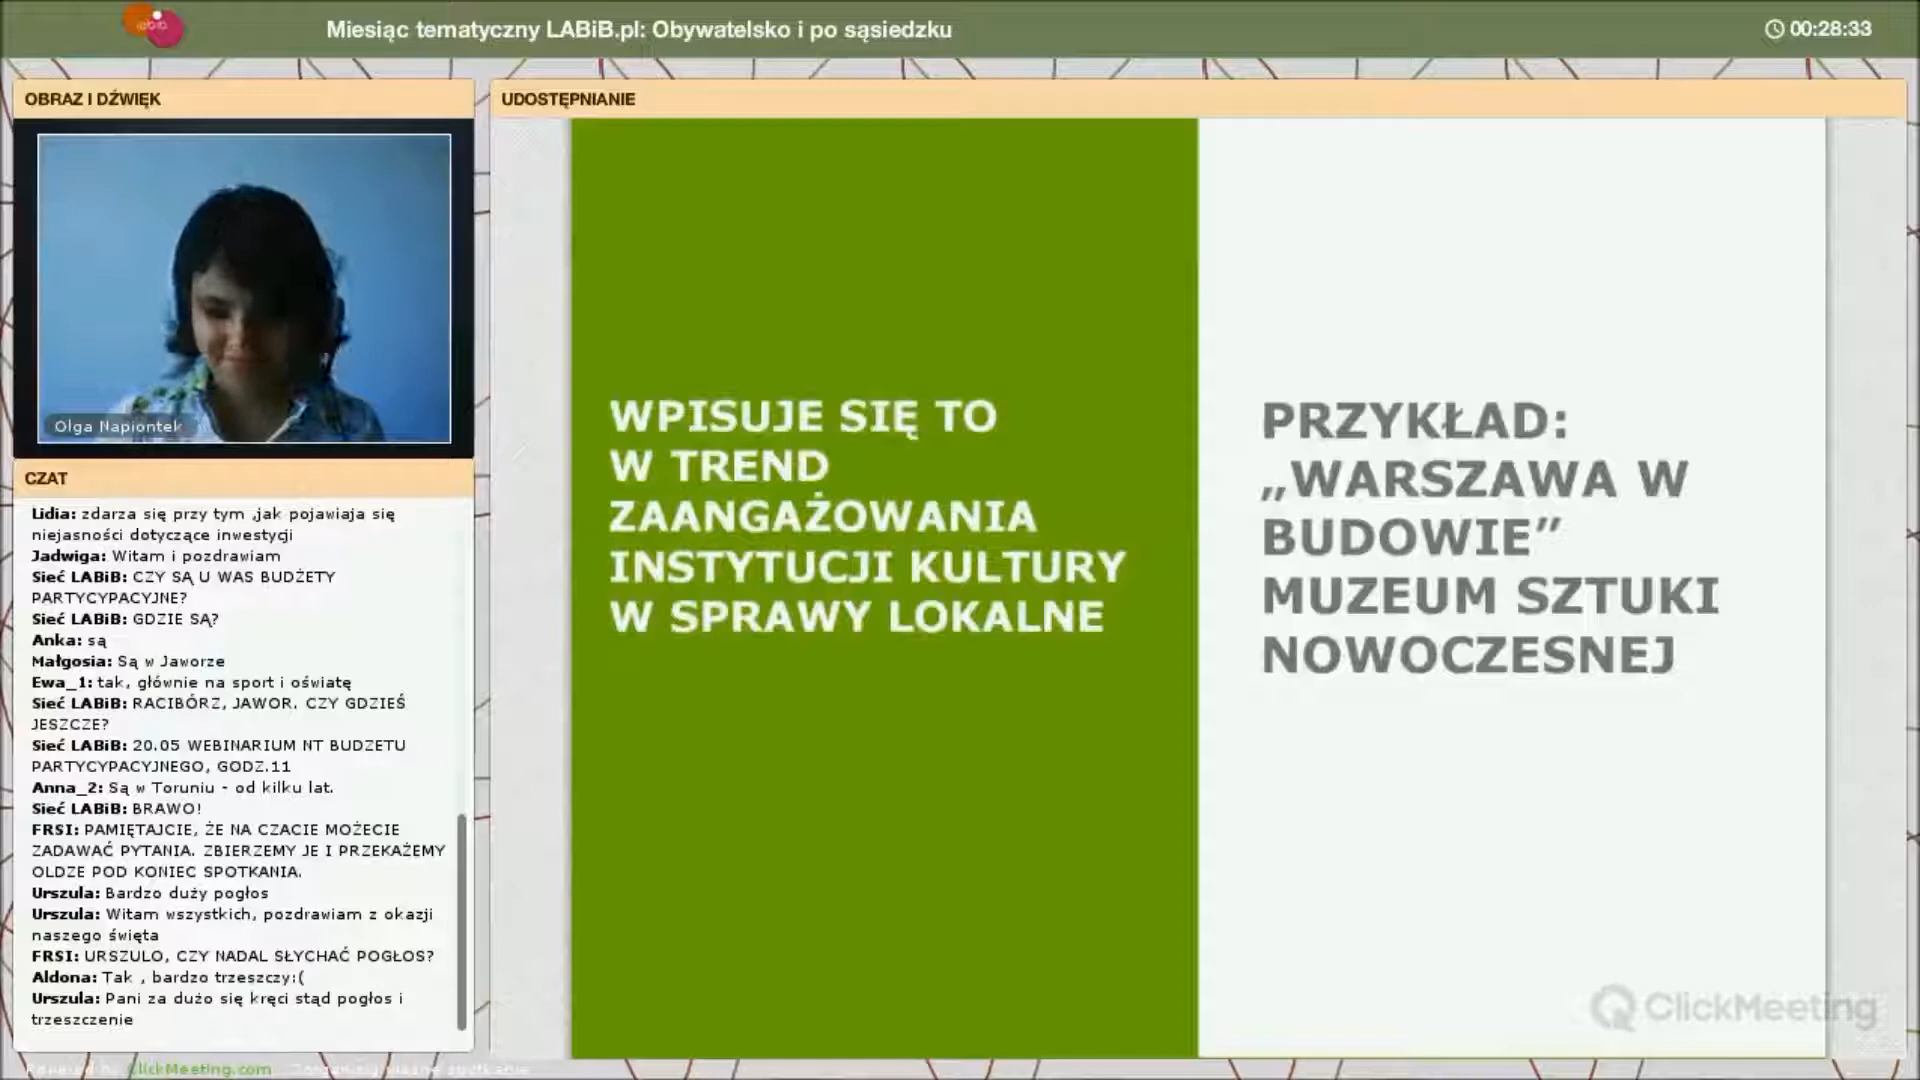 labib
Miesiąc tematyczny LABiB.pl: Obywatelsko i po sąsiedzku
00:28:33
OBRAZ I DŹWIĘK
Olga Napiontek
CZAT
Lidia: zdarza się przy tym ,jak pojawiaja się
niejasności dotyczące inwestycji
Jadwiga: Witam i pozdrawiam
Sieć LABiB: CZY SĄ U WAS BUDŻETY
PARTYCYPACYJNE?
Sieć LABiB: GDZIE SĄ?
Anka: są
Małgosia: Są w Jaworze
Ewa_1: tak, głównie na sport i oświatę
Sieć LABiB: RACIBÓRZ, JAWOR. CZY GDZIEŚ
JESZCZE?
Sieć LABiB: 20.05 WEBINARIUM NT BUDZETU
PARTYCYPACYJNEGO, GODZ.11
Anna_2: Są w Toruniu - od kilku lat.
Sieć LABiB: BRAWO!
FRSI: PAMIĘTAJCIE, ŻE NA CZACIE MOŻECIE
ZADAWAĆ PYTANIA. ZBIERZEMY JE I PRZEKAŻEMY
OLDZE POD KONIEC SPOTKANIA.
Urszula: Bardzo duży pogłos
Urszula: Witam wszystkich, pozdrawiam z okazji
naszego święta
FRSI: URSZULO, CZY NADAL SŁYCHAĆ POGŁOS?
Aldona: Tak , bardzo trzeszczy:(
Urszula: Pani za dużo się kręci stąd pogłos i
trzeszczenie
Powered by ClickMeeting.com
UDOSTĘPNIANIE
WPISUJE SIĘ TO
W TREND
ZAANGAŻOWANIA
INSTYTUCJI KULTURY
W SPRAWY LOKALNE
PRZYKŁAD:
„WARSZAWA W
BUDOWIE”
MUZEUM SZTUKI
NOWOCZESNEJ
ClickMeeting